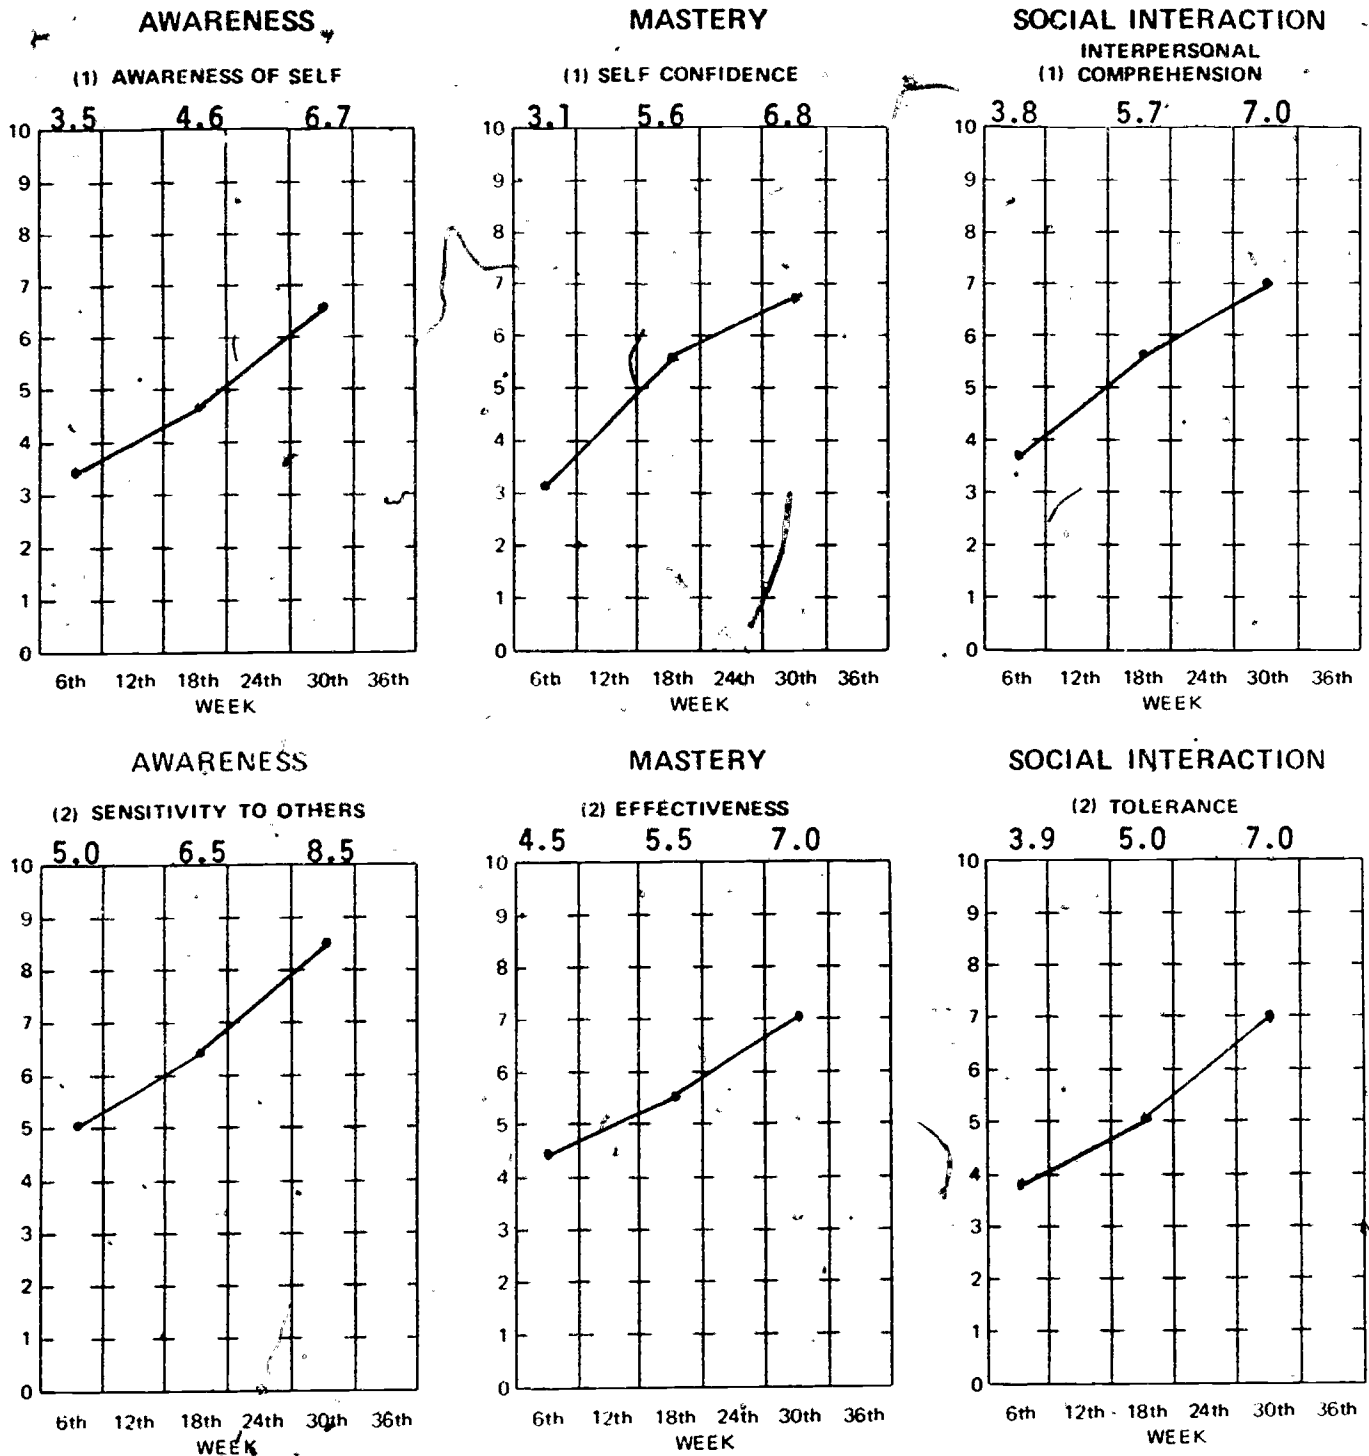 AWARENESS
(1) AWARENESS OF SELF
3.5 4.6 6.7
10
9
8
7
6
5
4
3
2
1
0
6th 12th 18th 24th 30th 36th
WEEK
MASTERY
(1) SELF CONFIDENCE
3.1 5.6 6.8
10
9
8
7
6
5
4
3
2
1
0
6th 12th 18th 24th 30th 36th
WEEK
SOCIAL INTERACTION
INTERPERSONAL
(1) COMPREHENSION
3.8 5.7 7.0
10
9
8
7
6
5
4
3
2
1
0
6th 12th 18th 24th 30th 36th
WEEK
AWARENESS
(2) SENSITIVITY TO OTHERS
5.0 6.5 8.5
10
9
8
7
6
5
4
3
2
1
0
6th 12th 18th 24th 30th 36th
WEEK
MASTERY
(2) EFFECTIVENESS
4.5 5.5 7.0
10
9
8
7
6
5
4
3
2
1
0
6th 12th 18th 24th 30th 36th
WEEK
SOCIAL INTERACTION
(2) TOLERANCE
3.9 5.0 7.0
10
9
8
7
6
5
4
3
2
1
0
6th 12th 18th 24th 30th 36th
WEEK